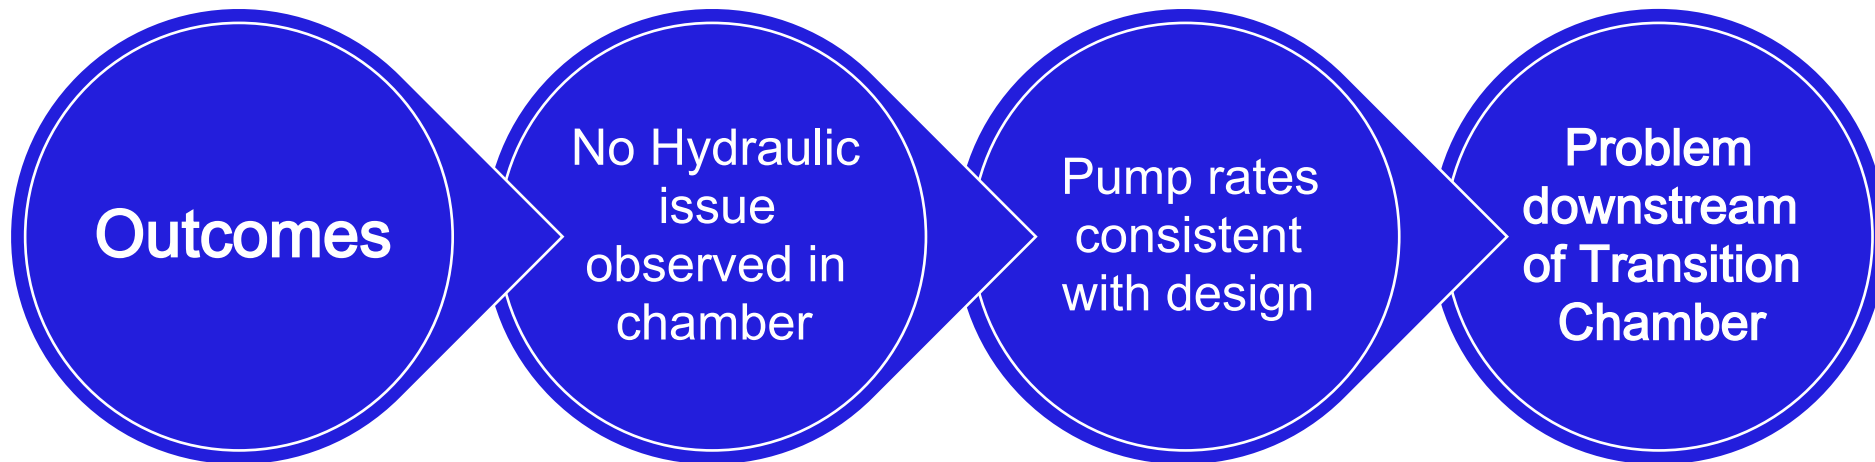 Outcomes
No Hydraulic
issue
observed in
chamber
Pump rates
consistent
with design
Problem
downstream
of Transition
Chamber